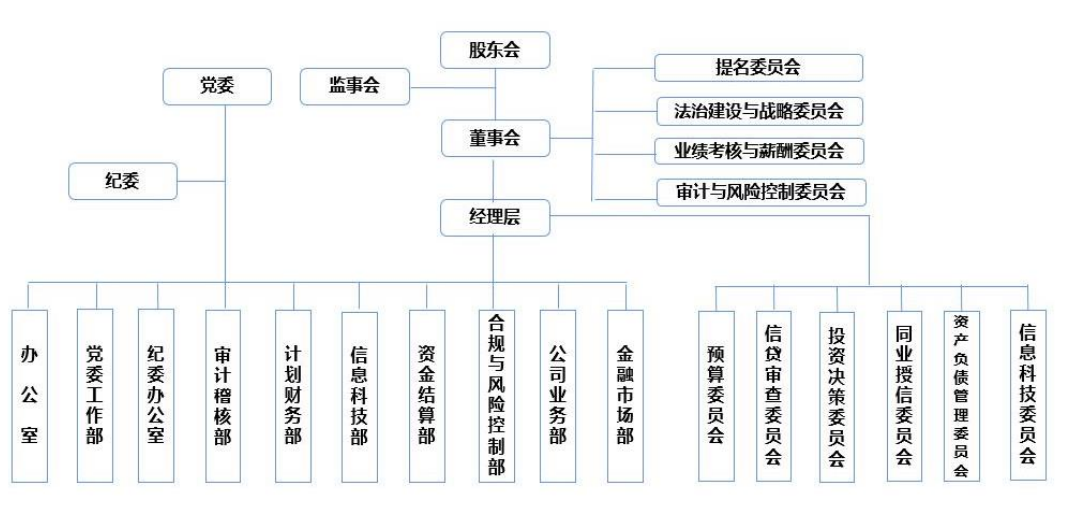 股东会
党委
监事会
提名委员会
法治建设与战略委员会
董事会
业绩考核与薪酬委员会
纪委
审计与风险控制委员会
经理层
办公室
党委工作部
纪委办公室
审计稽核部
计划财务部
信息科技部
资金结算部
合规与风险控制部
公司业务部
金融市场部
预算委员会
信贷审查委员会
投资决策委员会
同业授信委员会
资产负债管理委员会
信息科技委员会